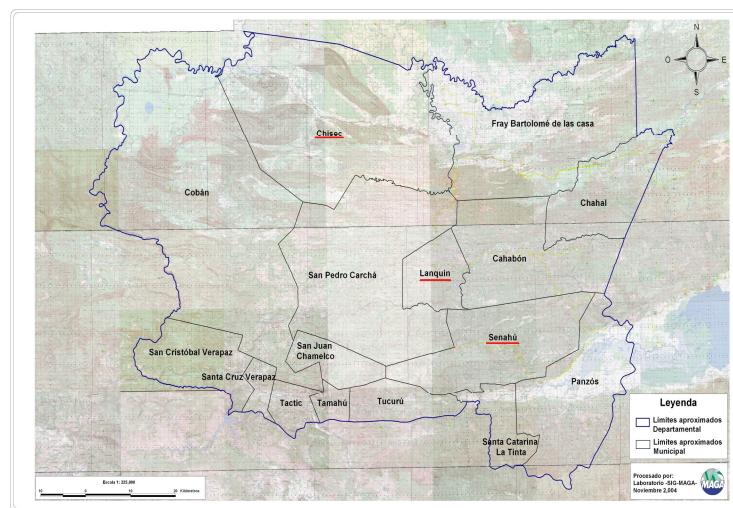 N
O E
S
Fray Bartolomé de las casa
Chisec
Cobán
Chahal
Cahabón
San Pedro Carchá
Lanquin
Senahú
San Juan
Chamelco
San Cristóbal Verapaz
Santa Cruz Verapaz
Panzós
Tactic
Tamahú
Tucurú
Santa Catarina
La Tinta
Leyenda
Límites aproximados
Departamental
Límites aproximados
Municipal
Procesado por:
Laboratorio -SIG-MAGA-
Noviembre 2,004
MAGA
Escala 1: 325,000
10 0 10 20 Kilómetros